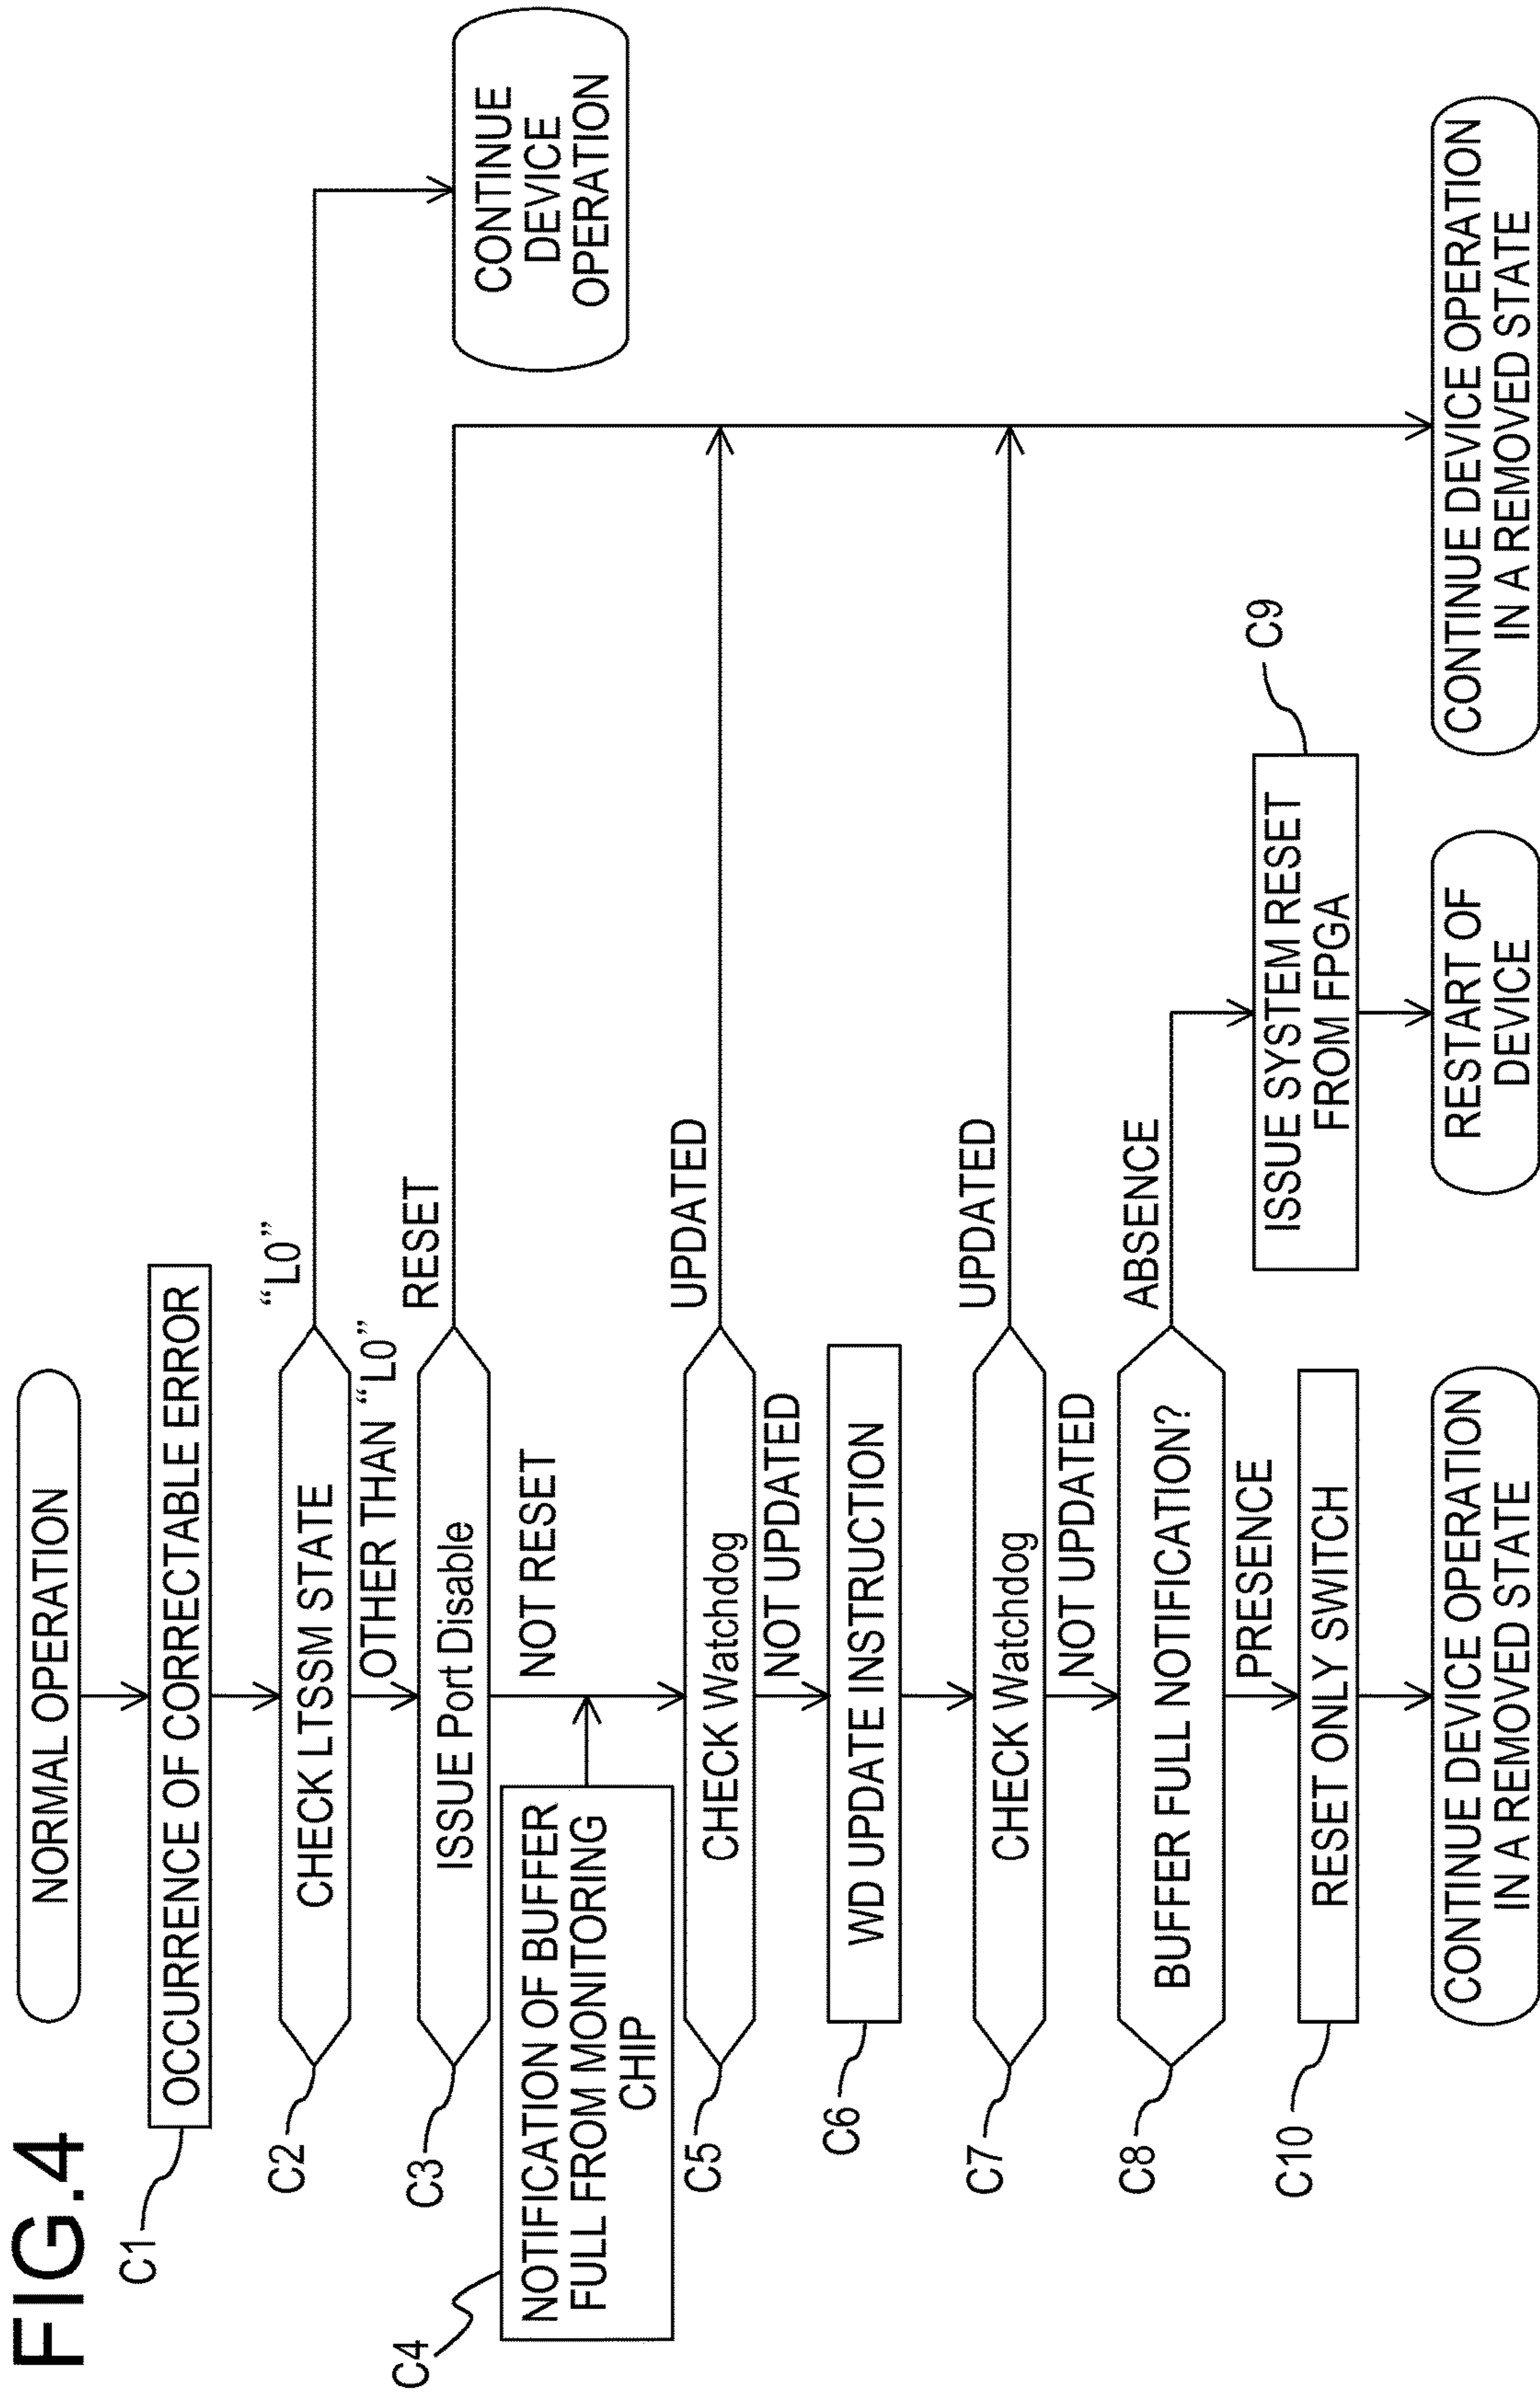 FIG.4
NORMAL OPERATION
C1
OCCURRENCE OF CORRECTABLE ERROR
C2
CHECK LTSSM STATE
“L0”
OTHER THAN “L0”
CONTINUE
DEVICE
OPERATION
C3
ISSUE Port Disable
RESET
NOT RESET
C4
NOTIFICATION OF BUFFER
FULL FROM MONITORING
CHIP
C5
CHECK Watchdog
UPDATED
NOT UPDATED
C6
WD UPDATE INSTRUCTION
C7
CHECK Watchdog
UPDATED
NOT UPDATED
C8
BUFFER FULL NOTIFICATION?
ABSENCE
PRESENCE
C9
ISSUE SYSTEM RESET
FROM FPGA
C10
RESET ONLY SWITCH
CONTINUE DEVICE OPERATION
IN A REMOVED STATE
RESTART OF
DEVICE
CONTINUE DEVICE OPERATION
IN A REMOVED STATE